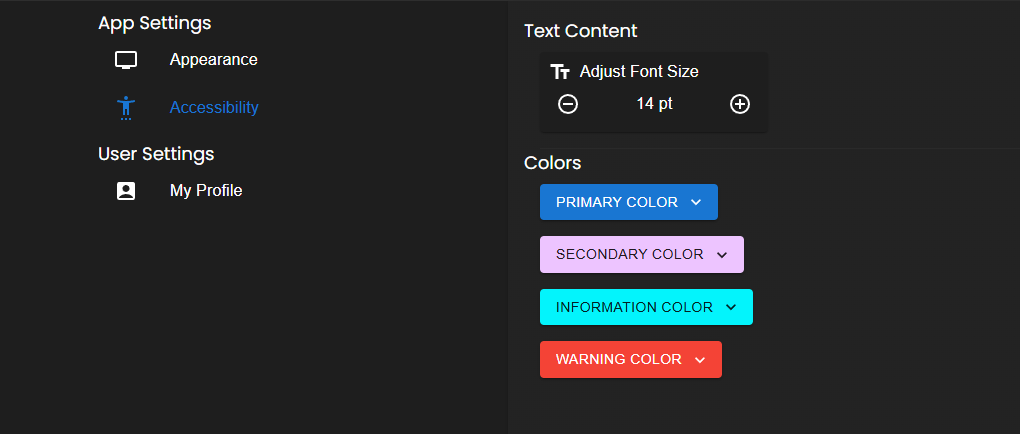 App Settings
Appearance
Accessibility
User Settings
My Profile
Text Content
Adjust Font Size
14 pt
Colors
PRIMARY COLOR
SECONDARY COLOR
INFORMATION COLOR
WARNING COLOR